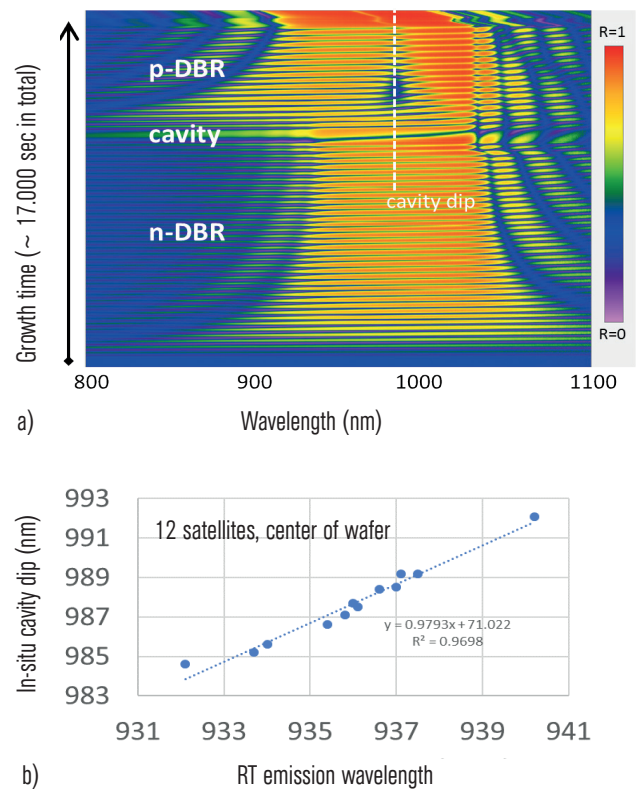 R=1
p-DBR
cavity
cavity dip
n-DBR
R=0
Growth time (~ 17.000 sec in total)
800 900 1000 1100
a) Wavelength (nm)
993
991
989
987
985
983
In-situ cavity dip (nm)
12 satellites, center of wafer
y = 0.9793x + 71.022
R² = 0.9698
931 933 935 937 939 941
b) RT emission wavelength